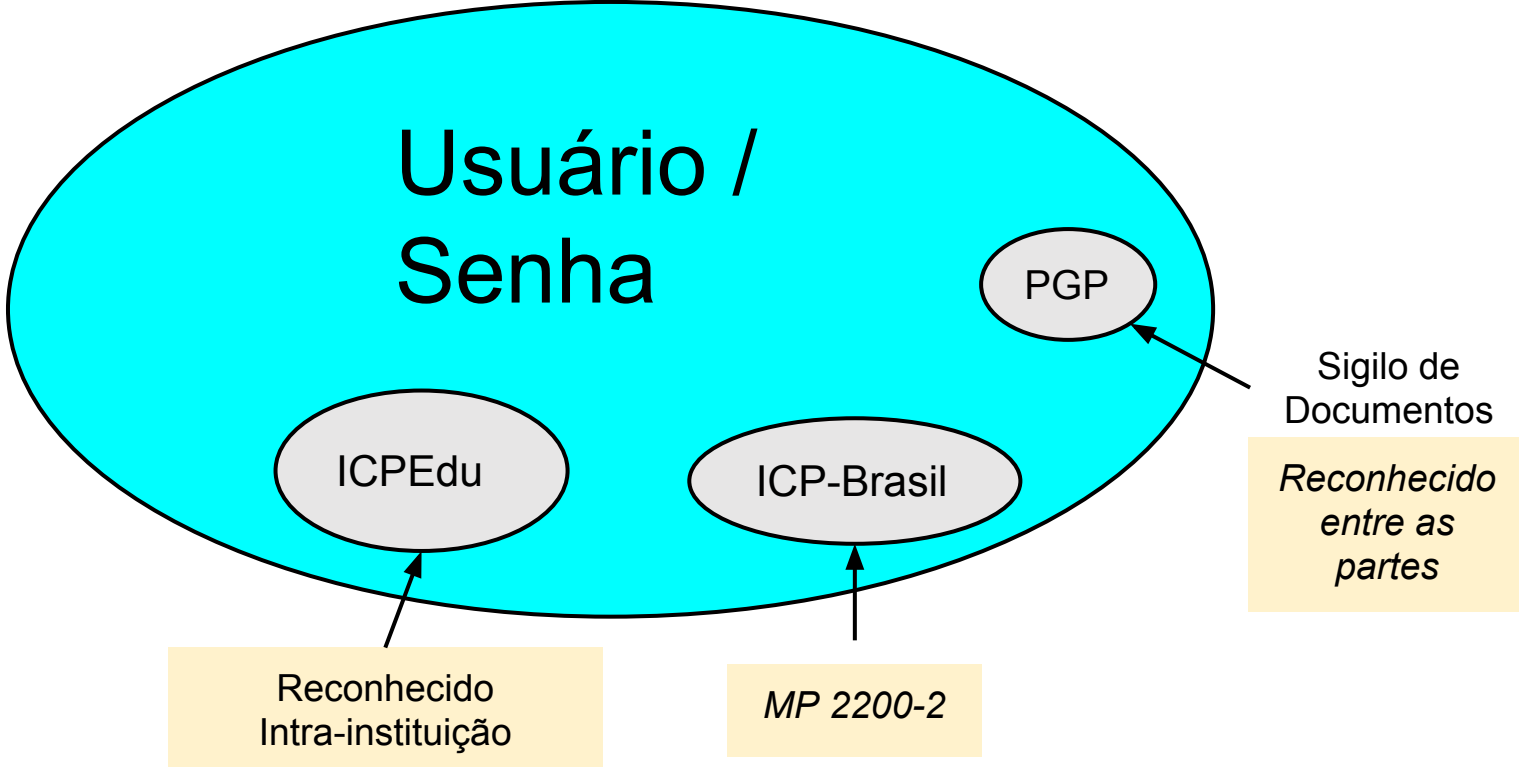 Usuário /
Senha
PGP
Sigilo de
Documentos
Reconhecido
entre as
partes
ICPEdu
ICP-Brasil
Reconhecido
Intra-instituição
MP 2200-2